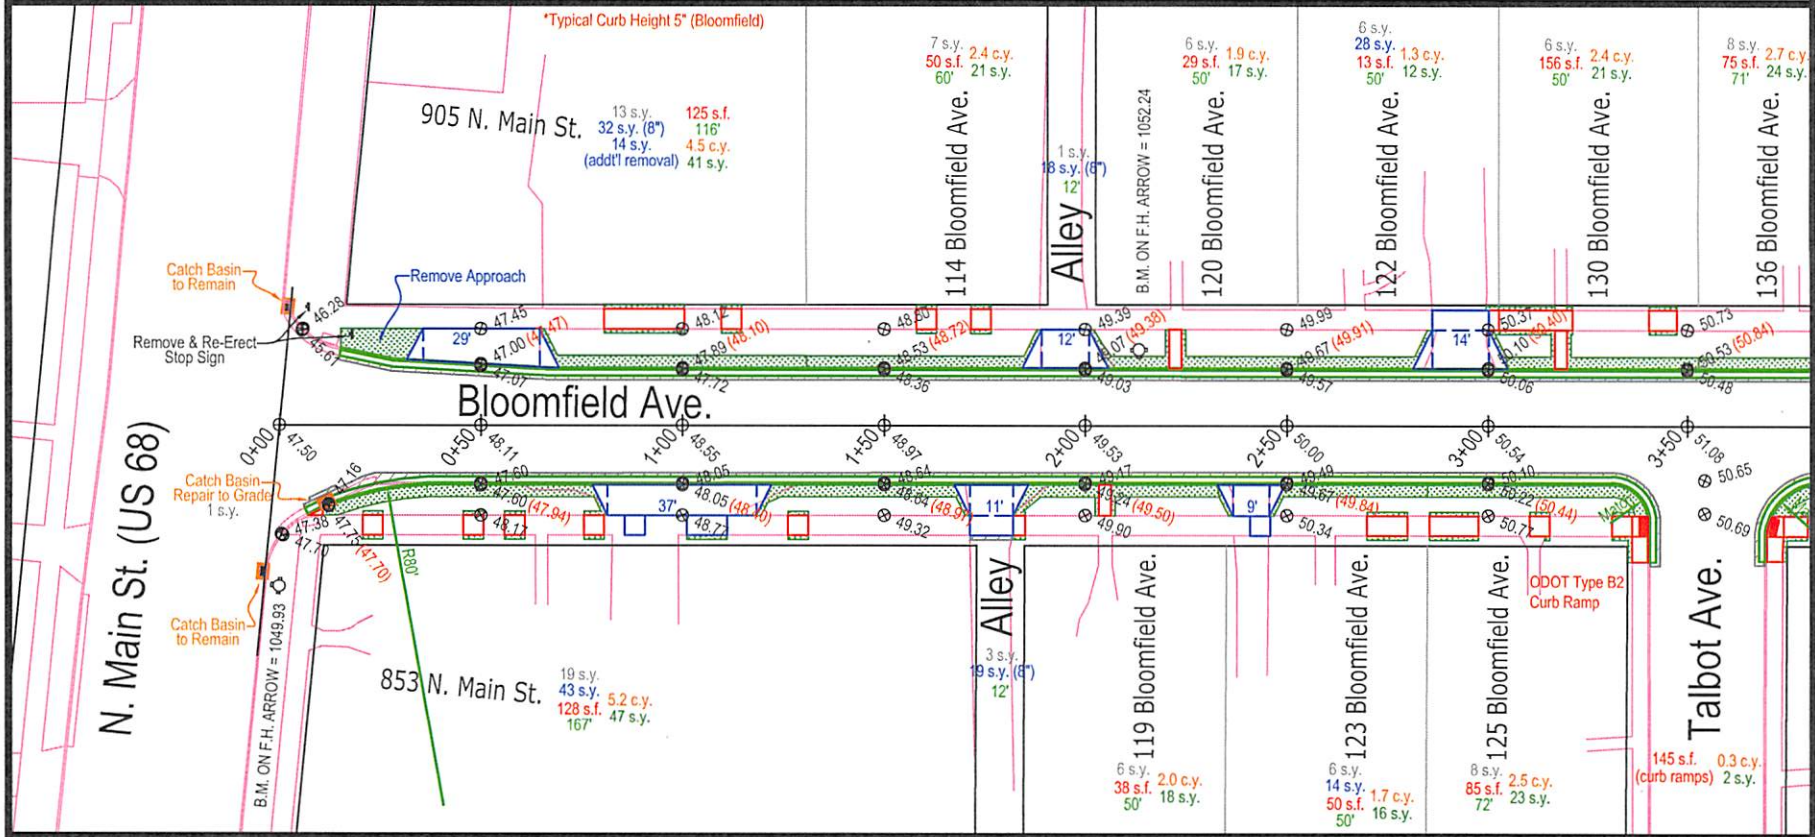 *Typical Curb Height 5" (Bloomfield)
905 N. Main St.
13 s.y.
32 s.y. (8")
14 s.y.
(addt'l removal)
125 s.f.
116'
4.5 c.y.
41 s.y.
7 s.y.
50 s.f.
60'
2.4 c.y.
21 s.y.
114 Bloomfield Ave.
Alley
1 s.y.
18 s.y. (8")
12'
B.M. ON F.H. ARROW = 1052.24
6 s.y.
29 s.f.
50'
1.9 c.y.
17 s.y.
120 Bloomfield Ave.
6 s.y.
28 s.y.
13 s.f.
50'
1.3 c.y.
12 s.y.
122 Bloomfield Ave.
6 s.y.
156 s.f.
50'
2.4 c.y.
21 s.y.
130 Bloomfield Ave.
8 s.y.
75 s.f.
71'
2.7 c.y.
24 s.y.
136 Bloomfield Ave.
Catch Basin
to Remain
Remove Approach
Remove & Re-Erect
Stop Sign
46.28
45.67
47.45
29'
47.00
47.07
48.12
47.89 (48.10)
47.72
48.53 (48.72)
48.36
49.39
12'
49.07 (49.38)
49.03
49.99
49.67 (49.91)
49.57
50.37
14'
50.10
50.06
50.73
50.53 (50.84)
50.48
Bloomfield Ave.
0+00
47.50
0+50
48.11
1+00
48.55
1+50
48.97
2+00
49.53
2+50
50.00
3+00
50.54
3+50
51.08
Catch Basin
Repair to Grade
1 s.y.
47.38
47.70
47.75 (47.70)
47.60
47.60 (47.94)
48.17
37'
48.05
48.05
48.77
48.64
48.84
49.32
11'
49.17
49.24 (49.50)
49.90
9'
49.49
49.67 (49.84)
50.34
50.10
50.22 (50.44)
50.77
Match
50.65
50.69
R80'
Catch Basin
to Remain
B.M. ON F.H. ARROW = 1049.93
N. Main St. (US 68)
853 N. Main St.
19 s.y.
43 s.y.
128 s.f.
167'
5.2 c.y.
47 s.y.
Alley
3 s.y.
19 s.y. (8")
12'
119 Bloomfield Ave.
6 s.y.
38 s.f.
50'
2.0 c.y.
18 s.y.
123 Bloomfield Ave.
6 s.y.
14 s.y.
50 s.f.
50'
1.7 c.y.
16 s.y.
125 Bloomfield Ave.
8 s.y.
85 s.f.
72'
2.5 c.y.
23 s.y.
ODOT Type B2
Curb Ramp
Talbot Ave.
145 s.f.
(curb ramps)
0.3 c.y.
2 s.y.